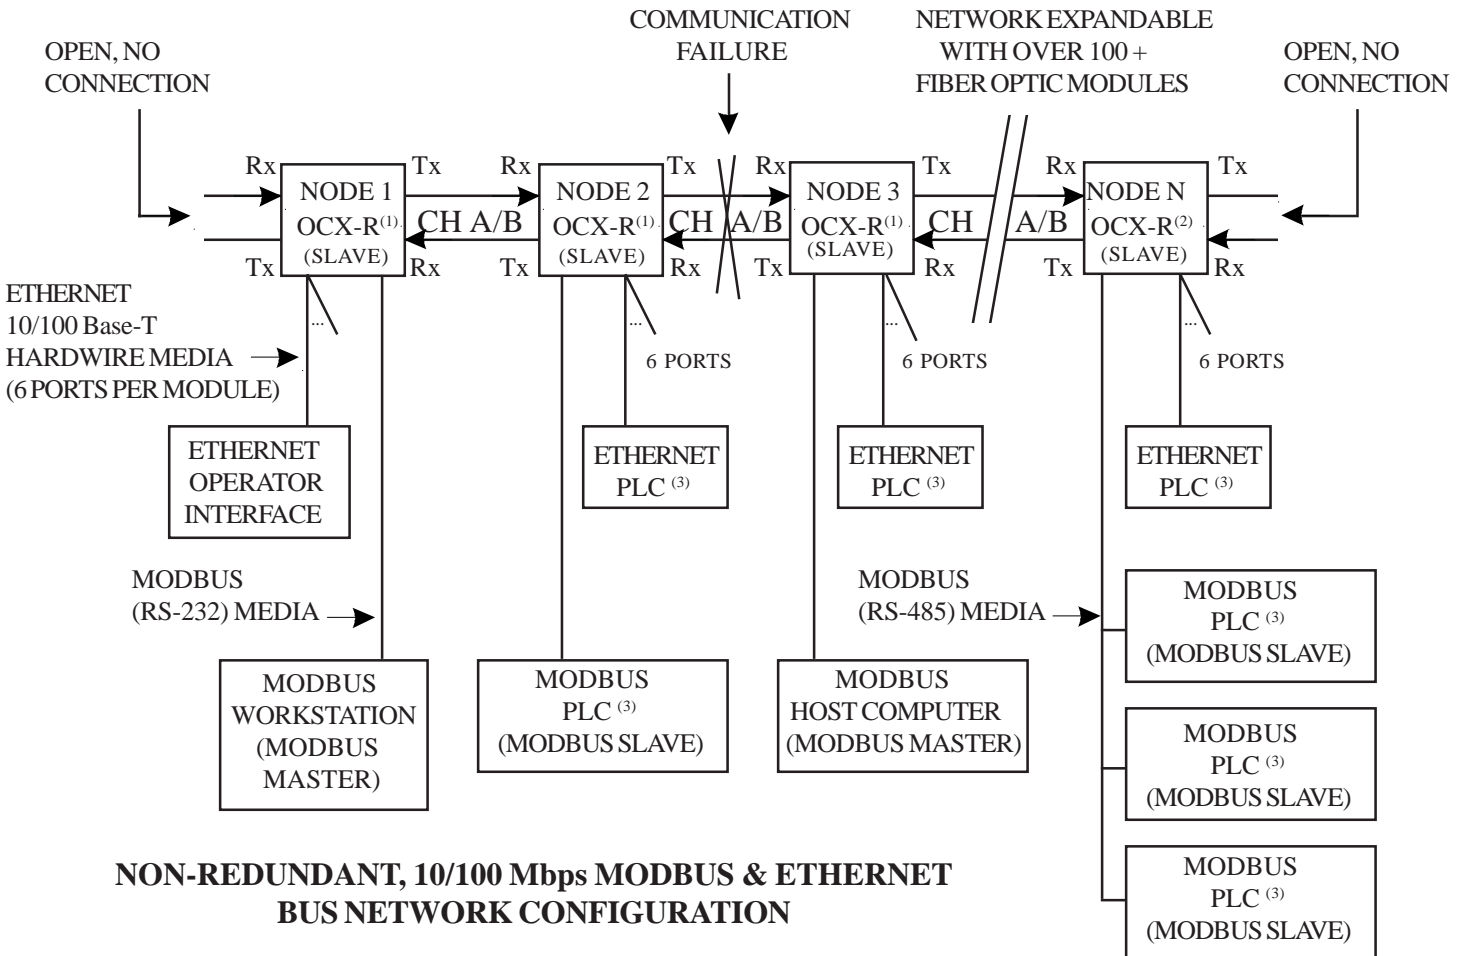 OPEN, NO
CONNECTION
COMMUNICATION
FAILURE
NETWORK EXPANDABLE
WITH OVER 100 +
FIBER OPTIC MODULES
OPEN, NO
CONNECTION
Rx
NODE 1
OCX-R(1)
(SLAVE)
Tx
Tx
Rx
CH A/B
Rx
NODE 2
OCX-R(1)
(SLAVE)
Tx
Tx
Rx
CH A/B
Rx
NODE 3
OCX-R(1)
(SLAVE)
Tx
Tx
Rx
CH A/B
Rx
NODE N
OCX-R(2)
(SLAVE)
Tx
Tx
Rx
ETHERNET
10/100 Base-T
HARDWIRE MEDIA
(6 PORTS PER MODULE)
...
...
6 PORTS
...
6 PORTS
...
6 PORTS
ETHERNET
OPERATOR
INTERFACE
ETHERNET
PLC (3)
ETHERNET
PLC (3)
ETHERNET
PLC (3)
MODBUS
(RS-232) MEDIA
MODBUS
(RS-485) MEDIA
MODBUS
WORKSTATION
(MODBUS
MASTER)
MODBUS
PLC (3)
(MODBUS SLAVE)
MODBUS
HOST COMPUTER
(MODBUS MASTER)
MODBUS
PLC (3)
(MODBUS SLAVE)
MODBUS
PLC (3)
(MODBUS SLAVE)
MODBUS
PLC (3)
(MODBUS SLAVE)
NON-REDUNDANT, 10/100 Mbps MODBUS & ETHERNET
BUS NETWORK CONFIGURATION